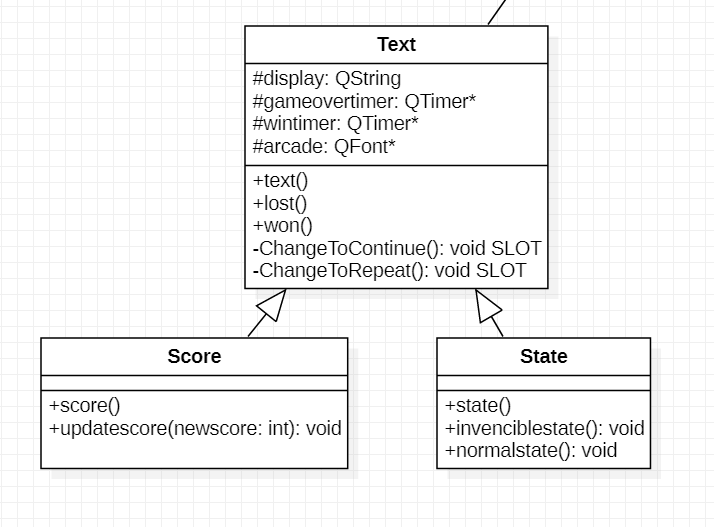 Text
#display: QString
#gameovertimer: QTimer*
#wintimer: QTimer*
#arcade: QFont*
+text()
+lost()
+won()
-ChangeToContinue(): void SLOT
-ChangeToRepeat(): void SLOT
Score
+score()
+updatescore(newscore: int): void
State
+state()
+invenciblestate(): void
+normalstate(): void